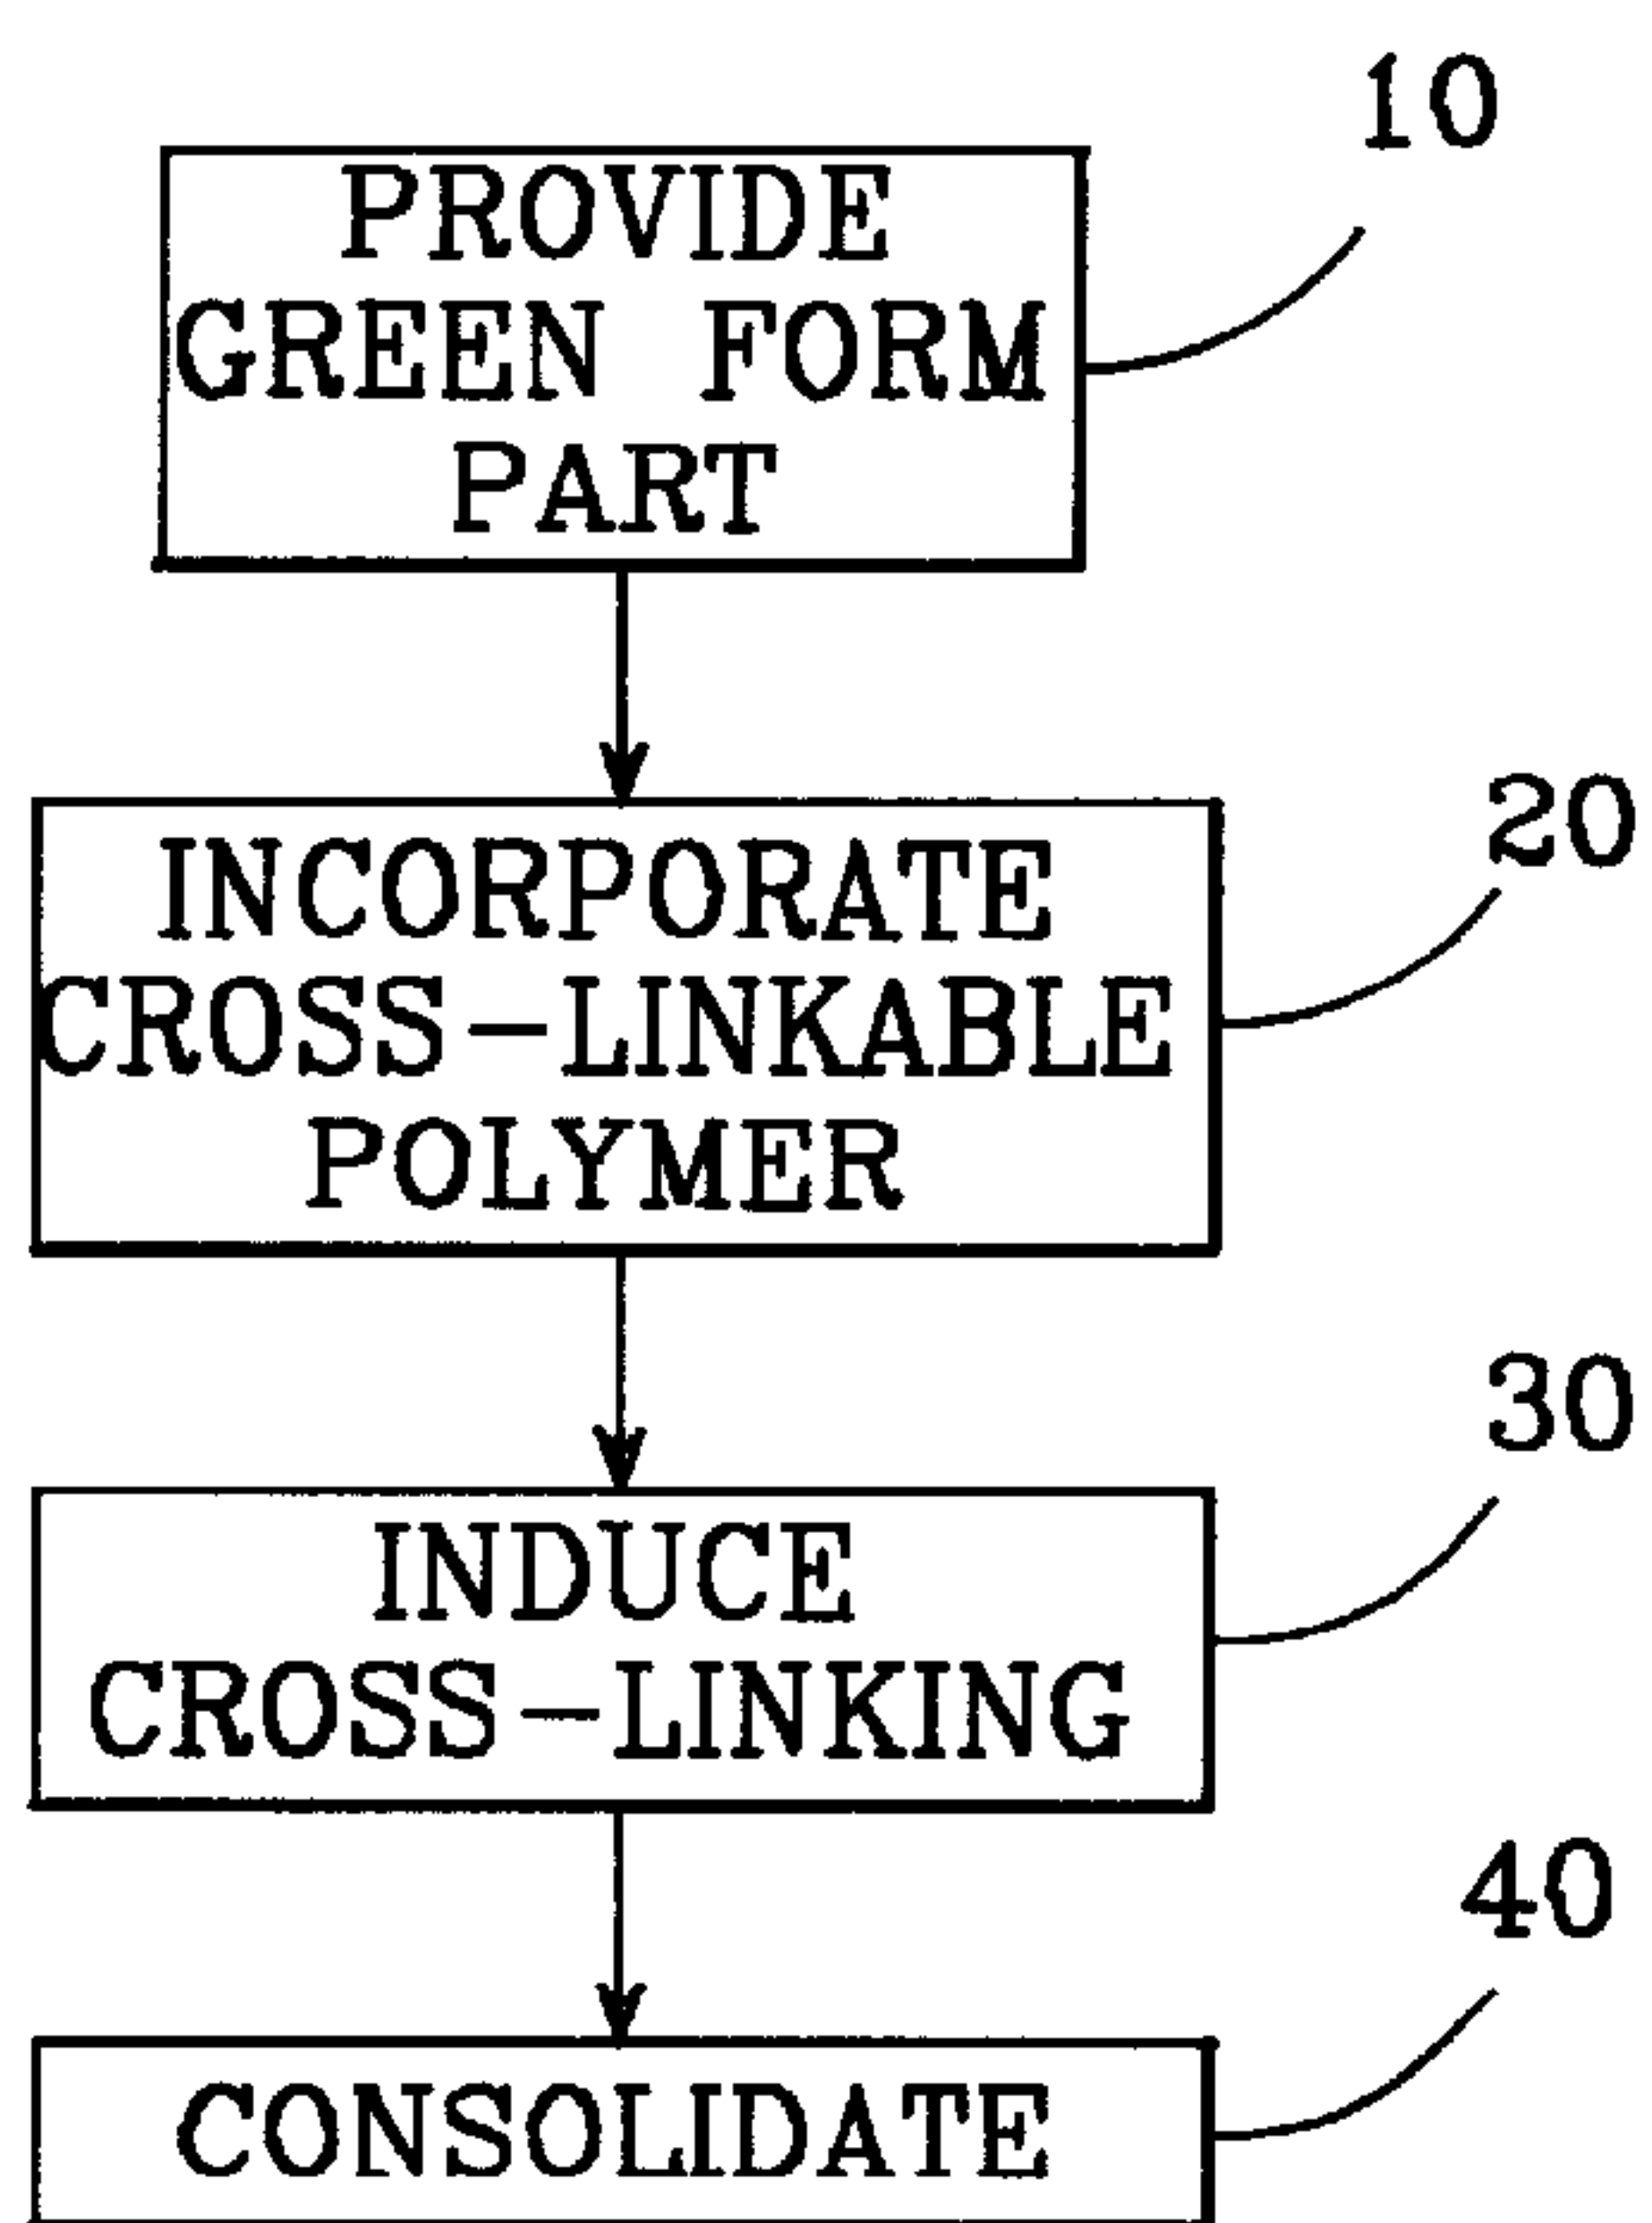 10
PROVIDE
GREEN FORM
PART
20
INCORPORATE
CROSS-LINKABLE
POLYMER
30
INDUCE
CROSS-LINKING
40
CONSOLIDATE